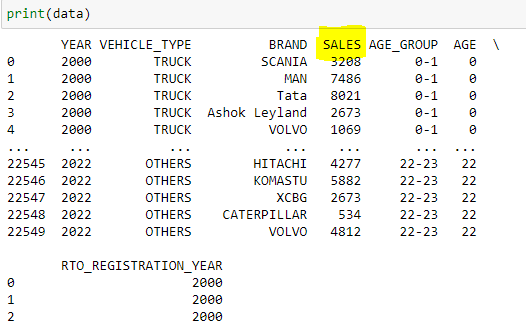 print(data)
YEAR VEHICLE_TYPE BRAND SALES AGE_GROUP AGE \
0 2000 TRUCK SCANIA 3208 0-1 0
1 2000 TRUCK MAN 7486 0-1 0
2 2000 TRUCK Tata 8021 0-1 0
3 2000 TRUCK Ashok Leyland 2673 0-1 0
4 2000 TRUCK VOLVO 1069 0-1 0
... ... ... ... ... ... ...
22545 2022 OTHERS HITACHI 4277 22-23 22
22546 2022 OTHERS KOMASTU 5882 22-23 22
22547 2022 OTHERS XCBG 2673 22-23 22
22548 2022 OTHERS CATERPILLAR 534 22-23 22
22549 2022 OTHERS VOLVO 4812 22-23 22
RTO_REGISTRATION_YEAR
0 2000
1 2000
2 2000